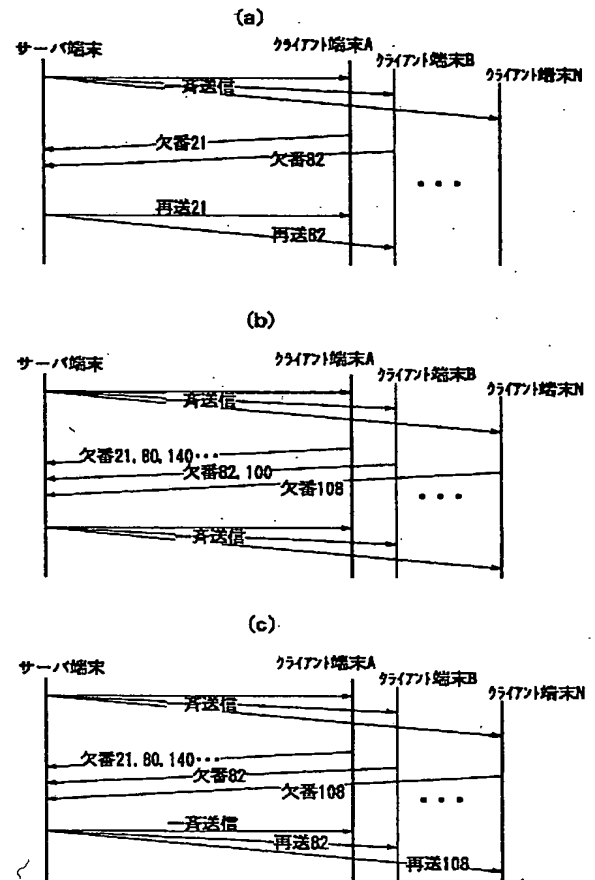 (a)
サーバ端末
クライアント端末A
クライアント端末B
クライアント端末N
一斉送信
欠番21
欠番82
・・・
再送21
再送82
(b)
サーバ端末
クライアント端末A
クライアント端末B
クライアント端末N
一斉送信
欠番21,80,140・・・
欠番82,100
欠番108
・・・
一斉送信
(c)
サーバ端末
クライアント端末A
クライアント端末B
クライアント端末N
一斉送信
欠番21,80,140・・・
欠番82
欠番108
・・・
一斉送信
再送82
再送108